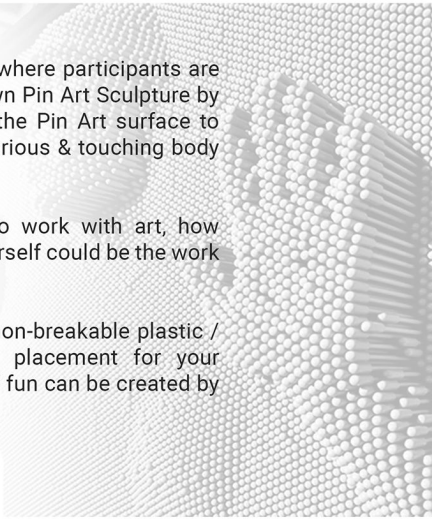 where participants are
wn Pin Art Sculpture by
the Pin Art surface to
rious & touching body
o work with art, how
rself could be the work
on-breakable plastic /
placement for your
fun can be created by